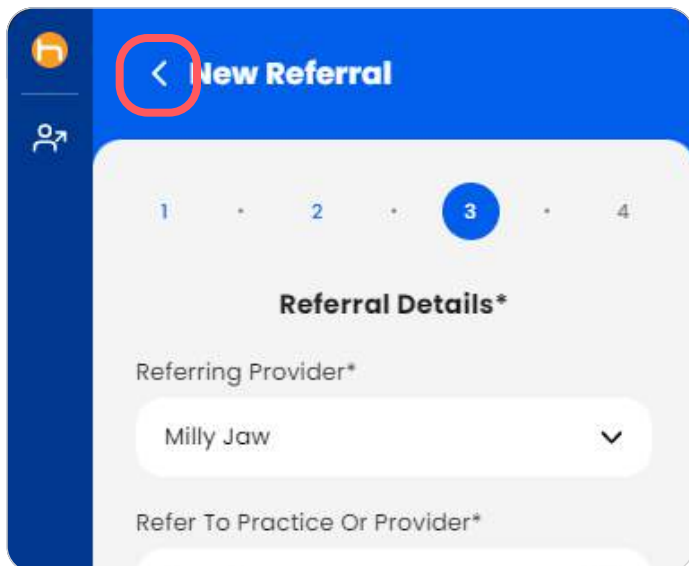 New Referral
1 · 2 · 3 · 4
Referral Details*
Referring Provider*
Milly Jaw
Refer To Practice Or Provider*